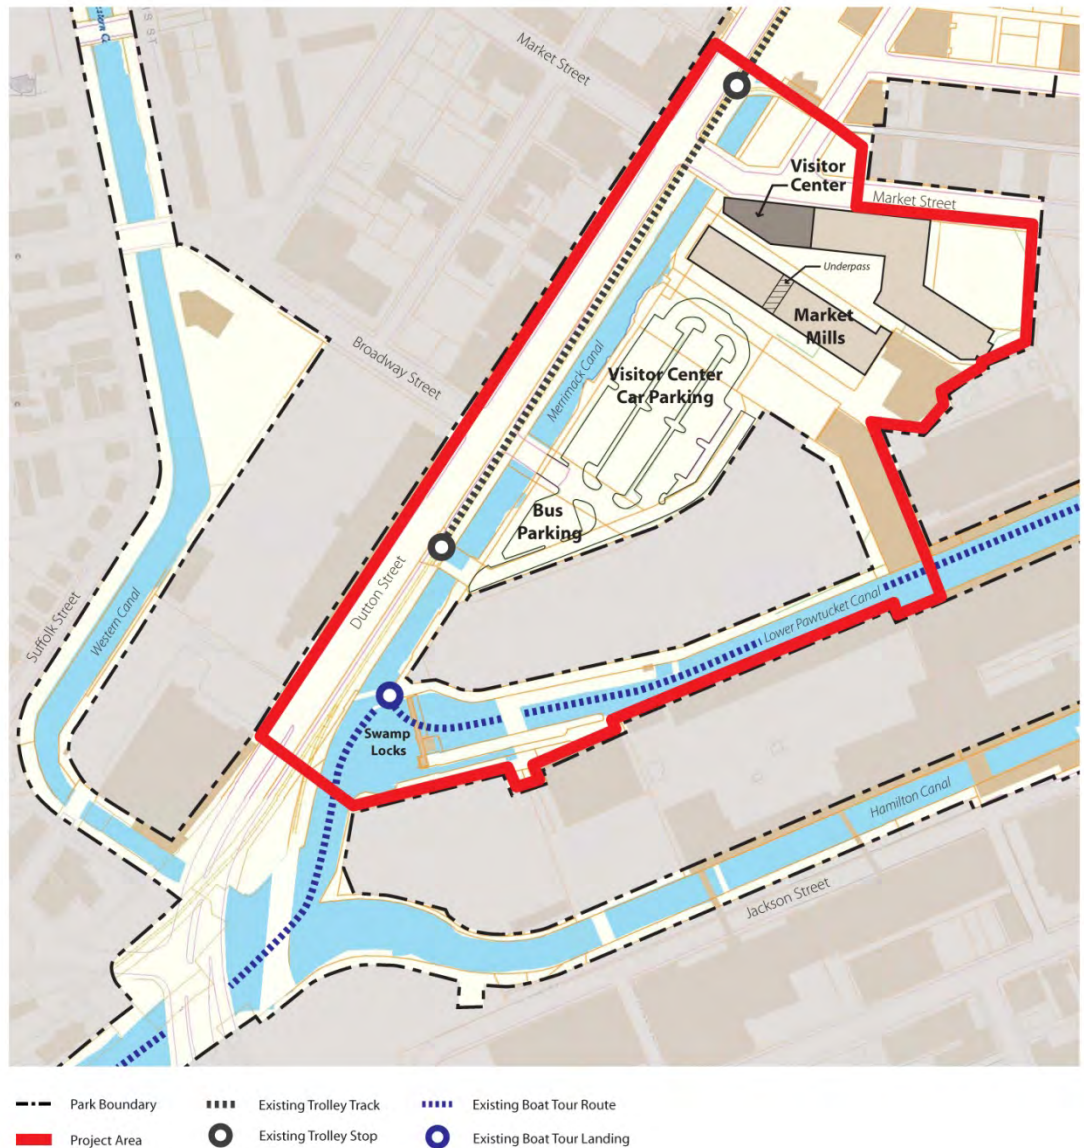 Market Street
Visitor
Center
Market Street
Underpass
Market
Mills
Broadway Street
Merrimack Canal
Visitor Center
Car Parking
Bus
Parking
Dutton Street
Suffolk Street
Western Canal
Lower Pawtucket Canal
Swamp
Locks
Hamilton Canal
Jackson Street
Park Boundary
Existing Trolley Track
Existing Boat Tour Route
Project Area
Existing Trolley Stop
Existing Boat Tour Landing